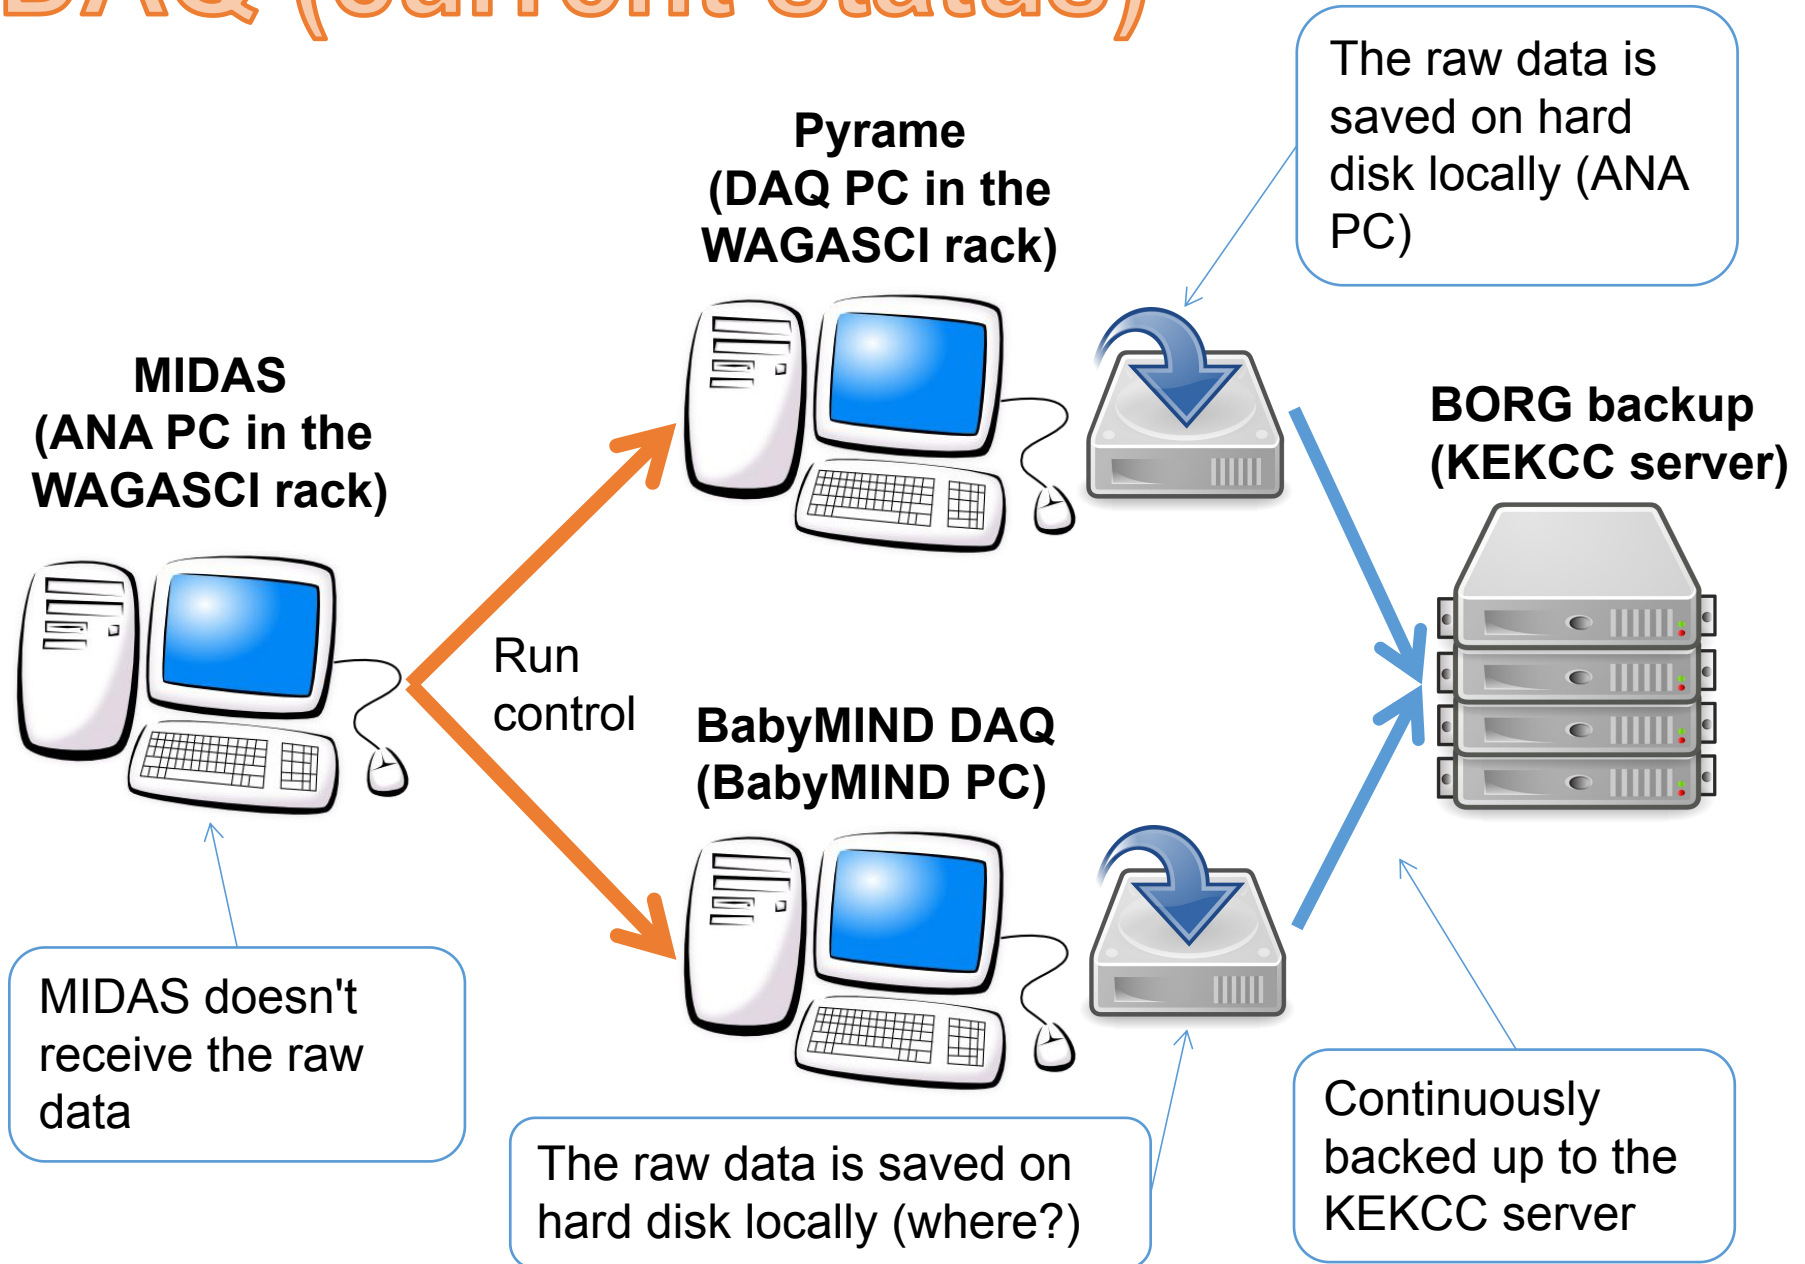 DAQ (current status)
The raw data is
saved on hard
disk locally (ANA
PC)
Pyrame
(DAQ PC in the
WAGASCI rack)
MIDAS
(ANA PC in the
WAGASCI rack)
BORG backup
(KEKCC server)
Run
control
BabyMIND DAQ
(BabyMIND PC)
MIDAS doesn't
receive the raw
data
The raw data is saved on
hard disk locally (where?)
Continuously
backed up to the
KEKCC server